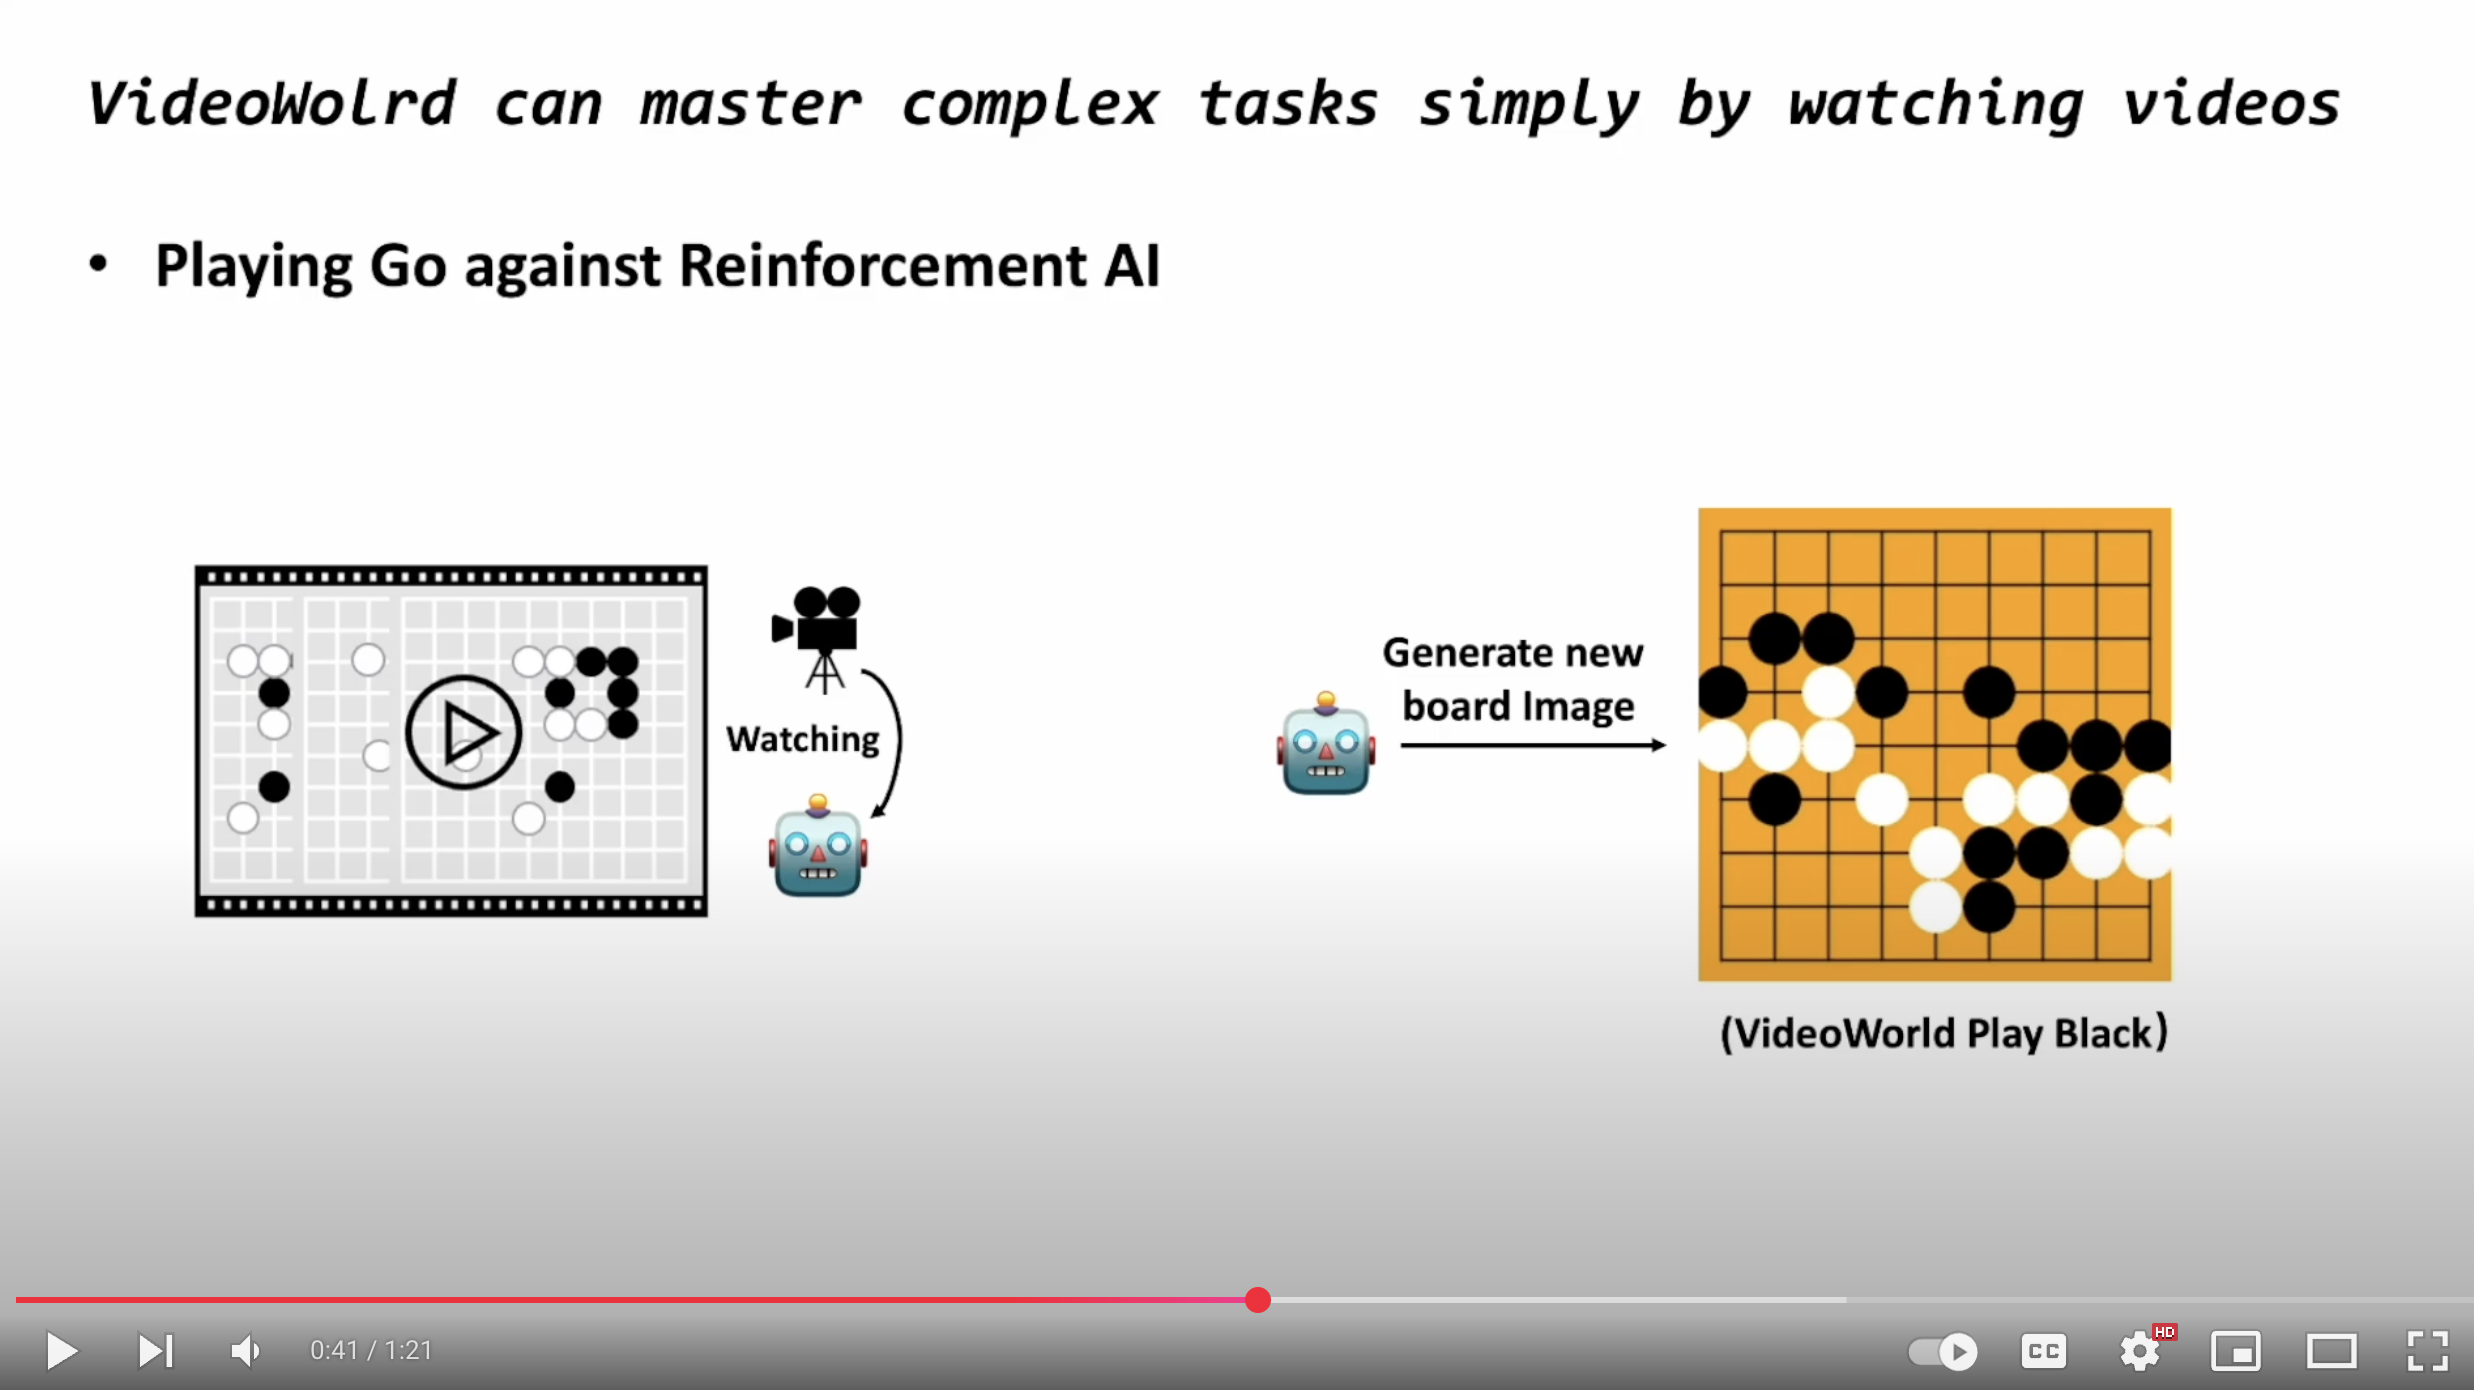 VideoWolrd can master complex tasks simply by watching videos
• Playing Go against Reinforcement AI
Watching
Generate new
board Image
(VideoWorld Play Black)
0:41 / 1:21
CC
HD